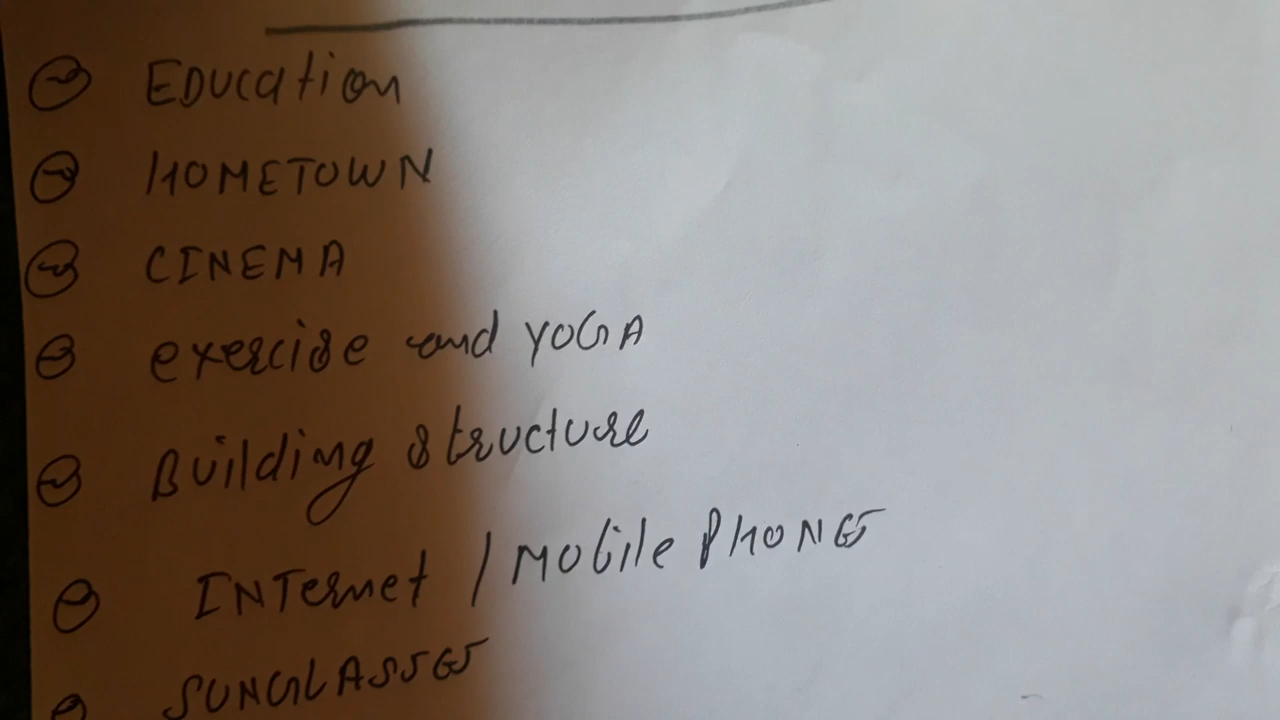 Education
HOMETOWN
CINEMA
exercise and YOGA
Building structure
INTernet / Mobile PHONES
SUNGLASSES